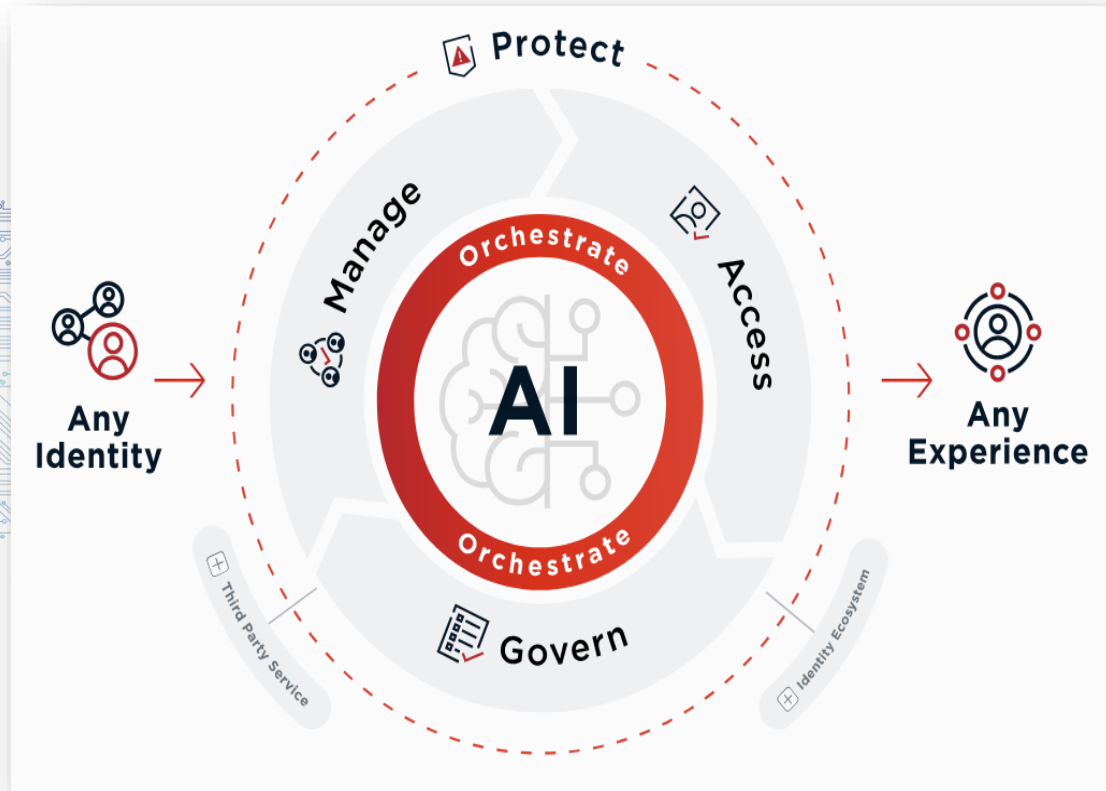 Protect
Manage
Access
Orchestrate
AI
Any
Identity
Any
Experience
Orchestrate
Govern
Third Party Service
Identity Ecosystem